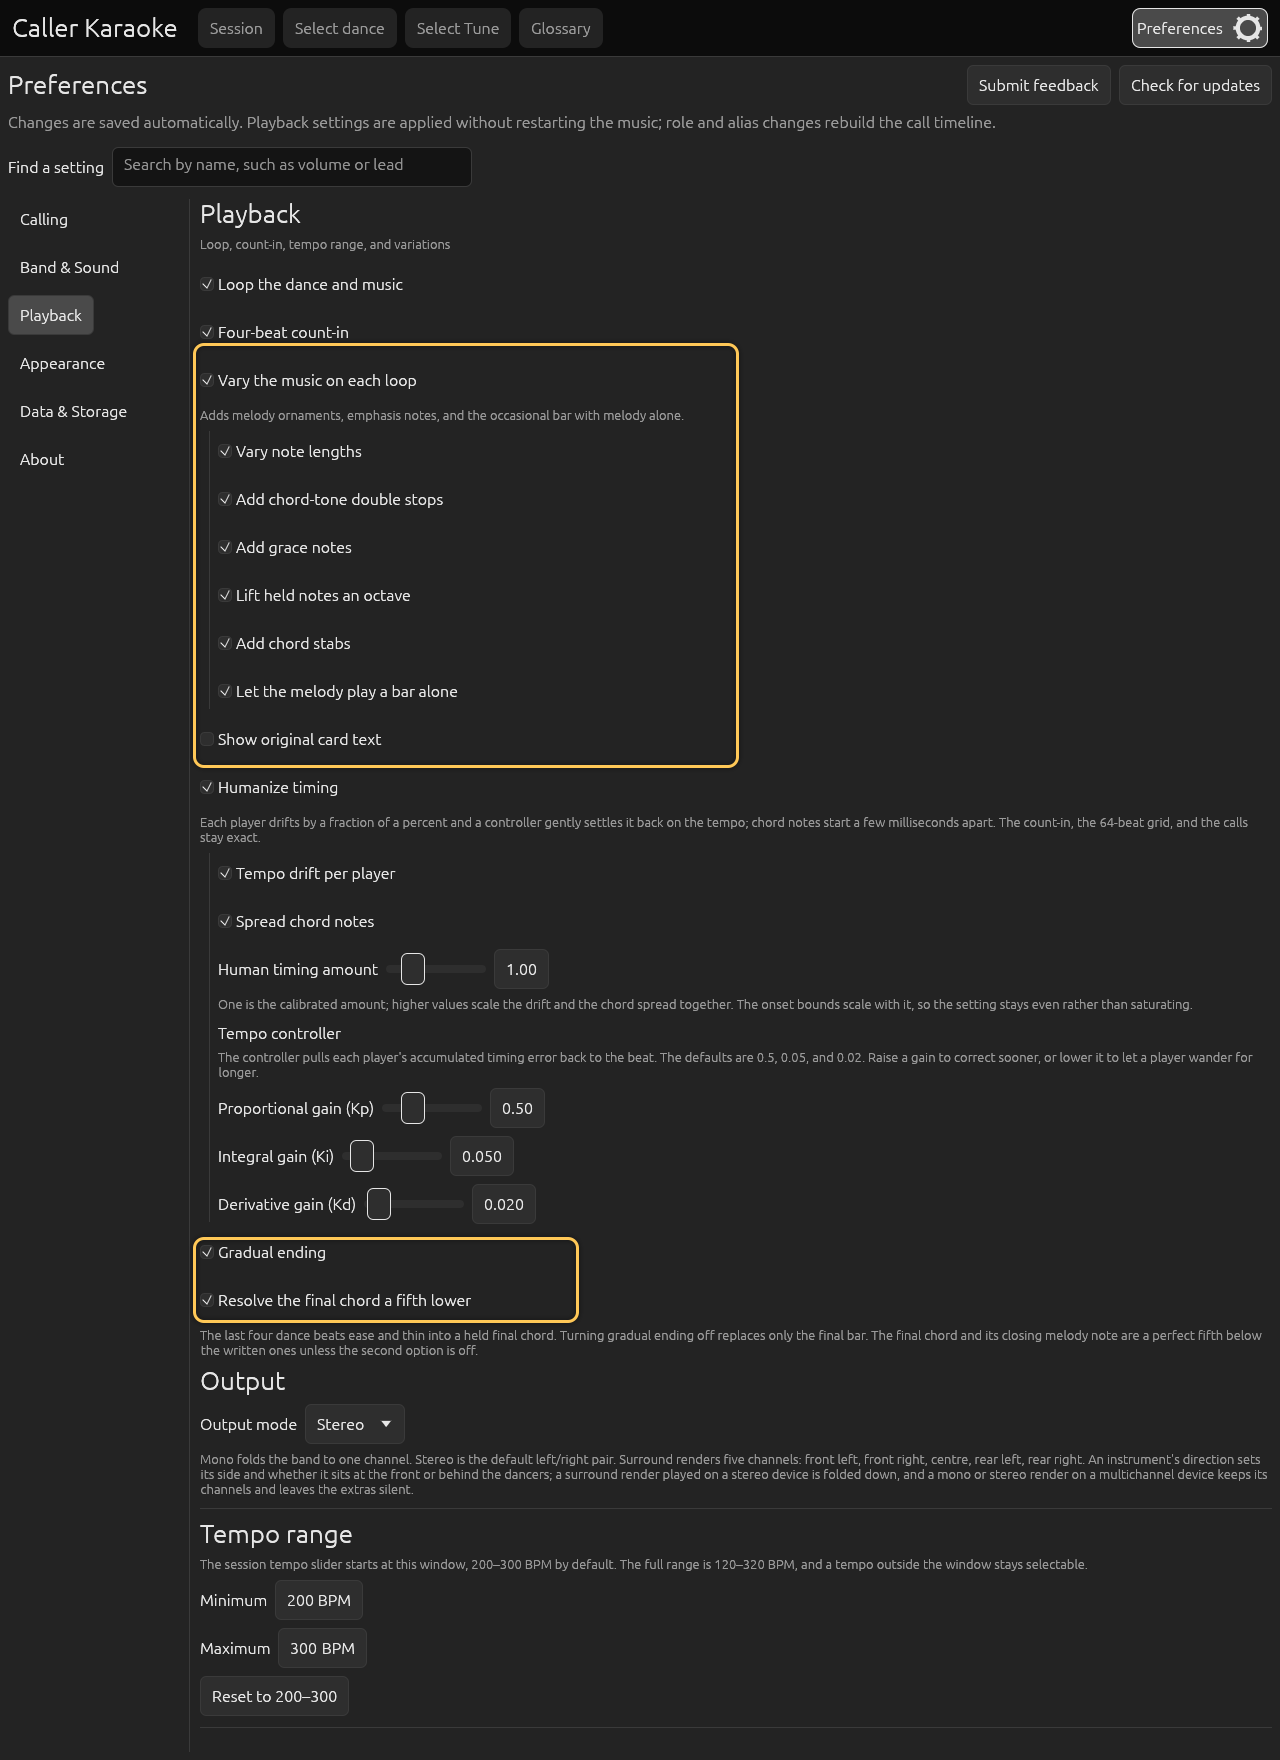 Caller Karaoke
Session
Select dance
Select Tune
Glossary
Preferences
Preferences
Submit feedback
Check for updates
Changes are saved automatically. Playback settings are applied without restarting the music; role and alias changes rebuild the call timeline.
Find a setting
Search by name, such as volume or lead
Calling
Band & Sound
Playback
Appearance
Data & Storage
About
Playback
Loop, count-in, tempo range, and variations
Loop the dance and music
Four-beat count-in
Vary the music on each loop
Adds melody ornaments, emphasis notes, and the occasional bar with melody alone.
Vary note lengths
Add chord-tone double stops
Add grace notes
Lift held notes an octave
Add chord stabs
Let the melody play a bar alone
Show original card text
Humanize timing
Each player drifts by a fraction of a percent and a controller gently settles it back on the tempo; chord notes start a few milliseconds apart. The count-in, the 64-beat grid, and the calls
stay exact.
Tempo drift per player
Spread chord notes
Human timing amount
1.00
One is the calibrated amount; higher values scale the drift and the chord spread together. The onset bounds scale with it, so the setting stays even rather than saturating.
Tempo controller
The controller pulls each player's accumulated timing error back to the beat. The defaults are 0.5, 0.05, and 0.02. Raise a gain to correct sooner, or lower it to let a player wander for
longer.
Proportional gain (Kp)
0.50
Integral gain (Ki)
0.050
Derivative gain (Kd)
0.020
Gradual ending
Resolve the final chord a fifth lower
The last four dance beats ease and thin into a held final chord. Turning gradual ending off replaces only the final bar. The final chord and its closing melody note are a perfect fifth below
the written ones unless the second option is off.
Output
Output mode
Stereo
Mono folds the band to one channel. Stereo is the default left/right pair. Surround renders five channels: front left, front right, centre, rear left, rear right. An instrument's direction sets
its side and whether it sits at the front or behind the dancers; a surround render played on a stereo device is folded down, and a mono or stereo render on a multichannel device keeps its
channels and leaves the extras silent.
Tempo range
The session tempo slider starts at this window, 200–300 BPM by default. The full range is 120–320 BPM, and a tempo outside the window stays selectable.
Minimum
200 BPM
Maximum
300 BPM
Reset to 200–300